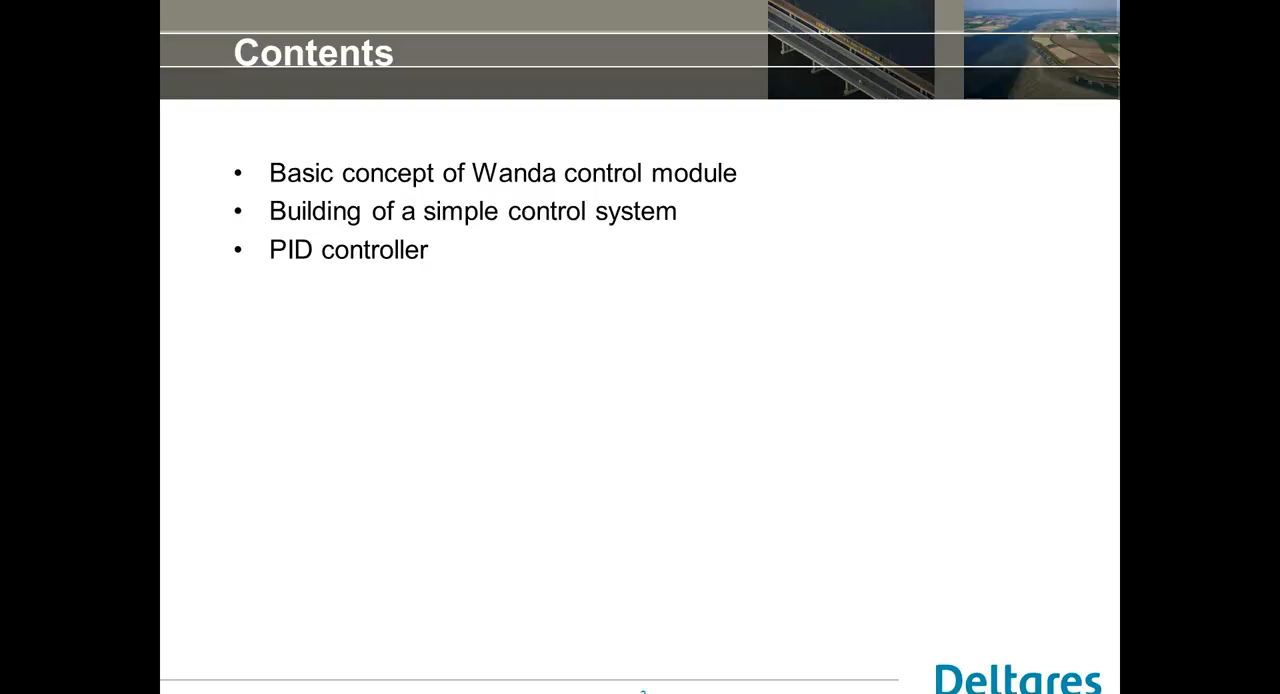 Contents
• Basic concept of Wanda control module
• Building of a simple control system
• PID controller
Deltares